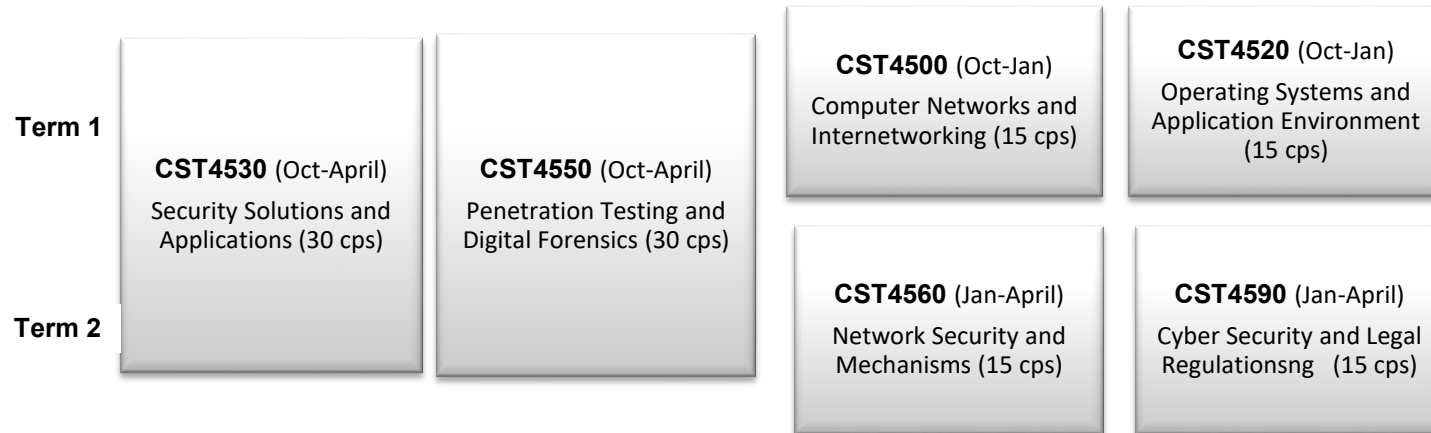 Term 1
CST4530 (Oct-April)
Security Solutions and
Applications (30 cps)
CST4550 (Oct-April)
Penetration Testing and
Digital Forensics (30 cps)
CST4500 (Oct-Jan)
Computer Networks and
Internetworking (15 cps)
CST4520 (Oct-Jan)
Operating Systems and
Application Environment
(15 cps)
Term 2
CST4560 (Jan-April)
Network Security and
Mechanisms (15 cps)
CST4590 (Jan-April)
Cyber Security and Legal
Regulationsng (15 cps)